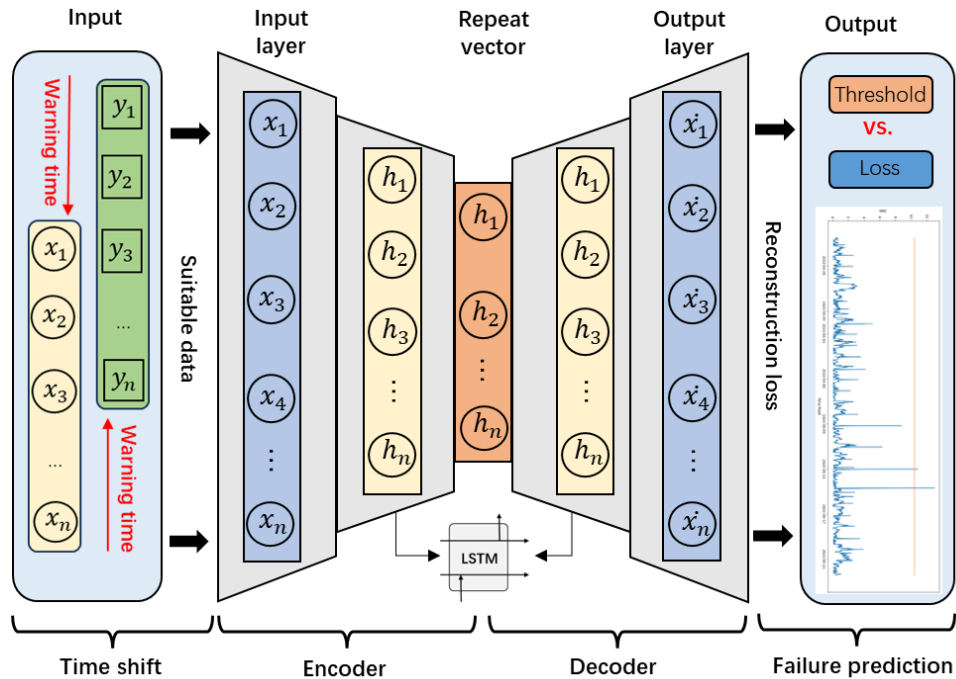 Input
Input
layer
Repeat
vector
Output
layer
Output
Warning time
y₁
y₂
y₃
...
yₙ
x₁
x₂
x₃
...
xₙ
Warning time
Suitable data
x₁
x₂
x₃
x₄
...
xₙ
h₁
h₂
h₃
...
hₙ
h₁
h₂
...
hₙ
h₁
h₂
h₃
...
hₙ
ẋ₁
ẋ₂
ẋ₃
ẋ₄
...
ẋₙ
LSTM
Reconstruction loss
Threshold
vs.
Loss
Time shift
Encoder
Decoder
Failure prediction